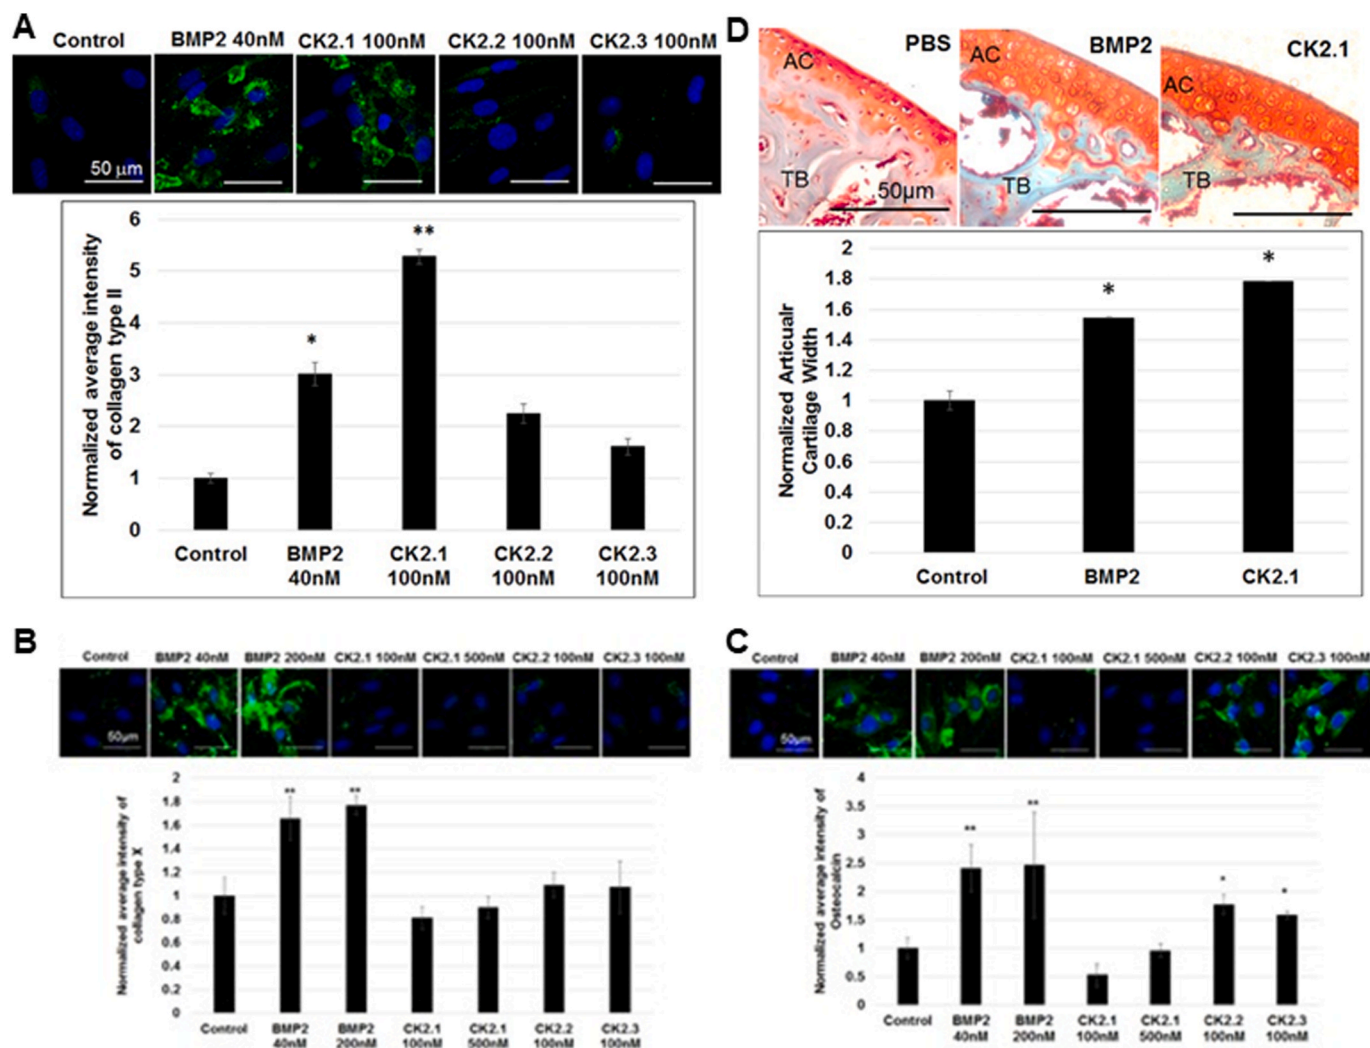 A
Control BMP2 40nM CK2.1 100nM CK2.2 100nM CK2.3 100nM
50 µm
Normalized average intensity
of collagen type II
6
5
4
3
2
1
0
*
**
Control BMP2 CK2.1 CK2.2 CK2.3
40nM 100nM 100nM 100nM
D
PBS BMP2 CK2.1
AC AC AC
TB TB TB
50µm
Normalized Articualr
Cartilage Width
2
1.8
1.6
1.4
1.2
1
0.8
0.6
0.4
0.2
0
*
*
Control BMP2 CK2.1
B
Control BMP2 40nM BMP2 200nM CK2.1 100nM CK2.1 500nM CK2.2 100nM CK2.3 100nM
50µm
Normalized average intensity of
collagen type X
2
1.8
1.6
1.4
1.2
1
0.8
0.6
0.4
0.2
0
** **
Control BMP2 BMP2 CK2.1 CK2.1 CK2.2 CK2.3
40nM 200nM 100nM 500nM 100nM 100nM
C
Control BMP2 40nM BMP2 200nM CK2.1 100nM CK2.1 500nM CK2.2 100nM CK2.3 100nM
50µm
Normalized average intensity of
Osteocalcin
4
3.5
3
2.5
2
1.5
1
0.5
0
** ** * *
Control BMP2 BMP2 CK2.1 CK2.1 CK2.2 CK2.3
40nM 200nM 100nM 500nM 100nM 100nM